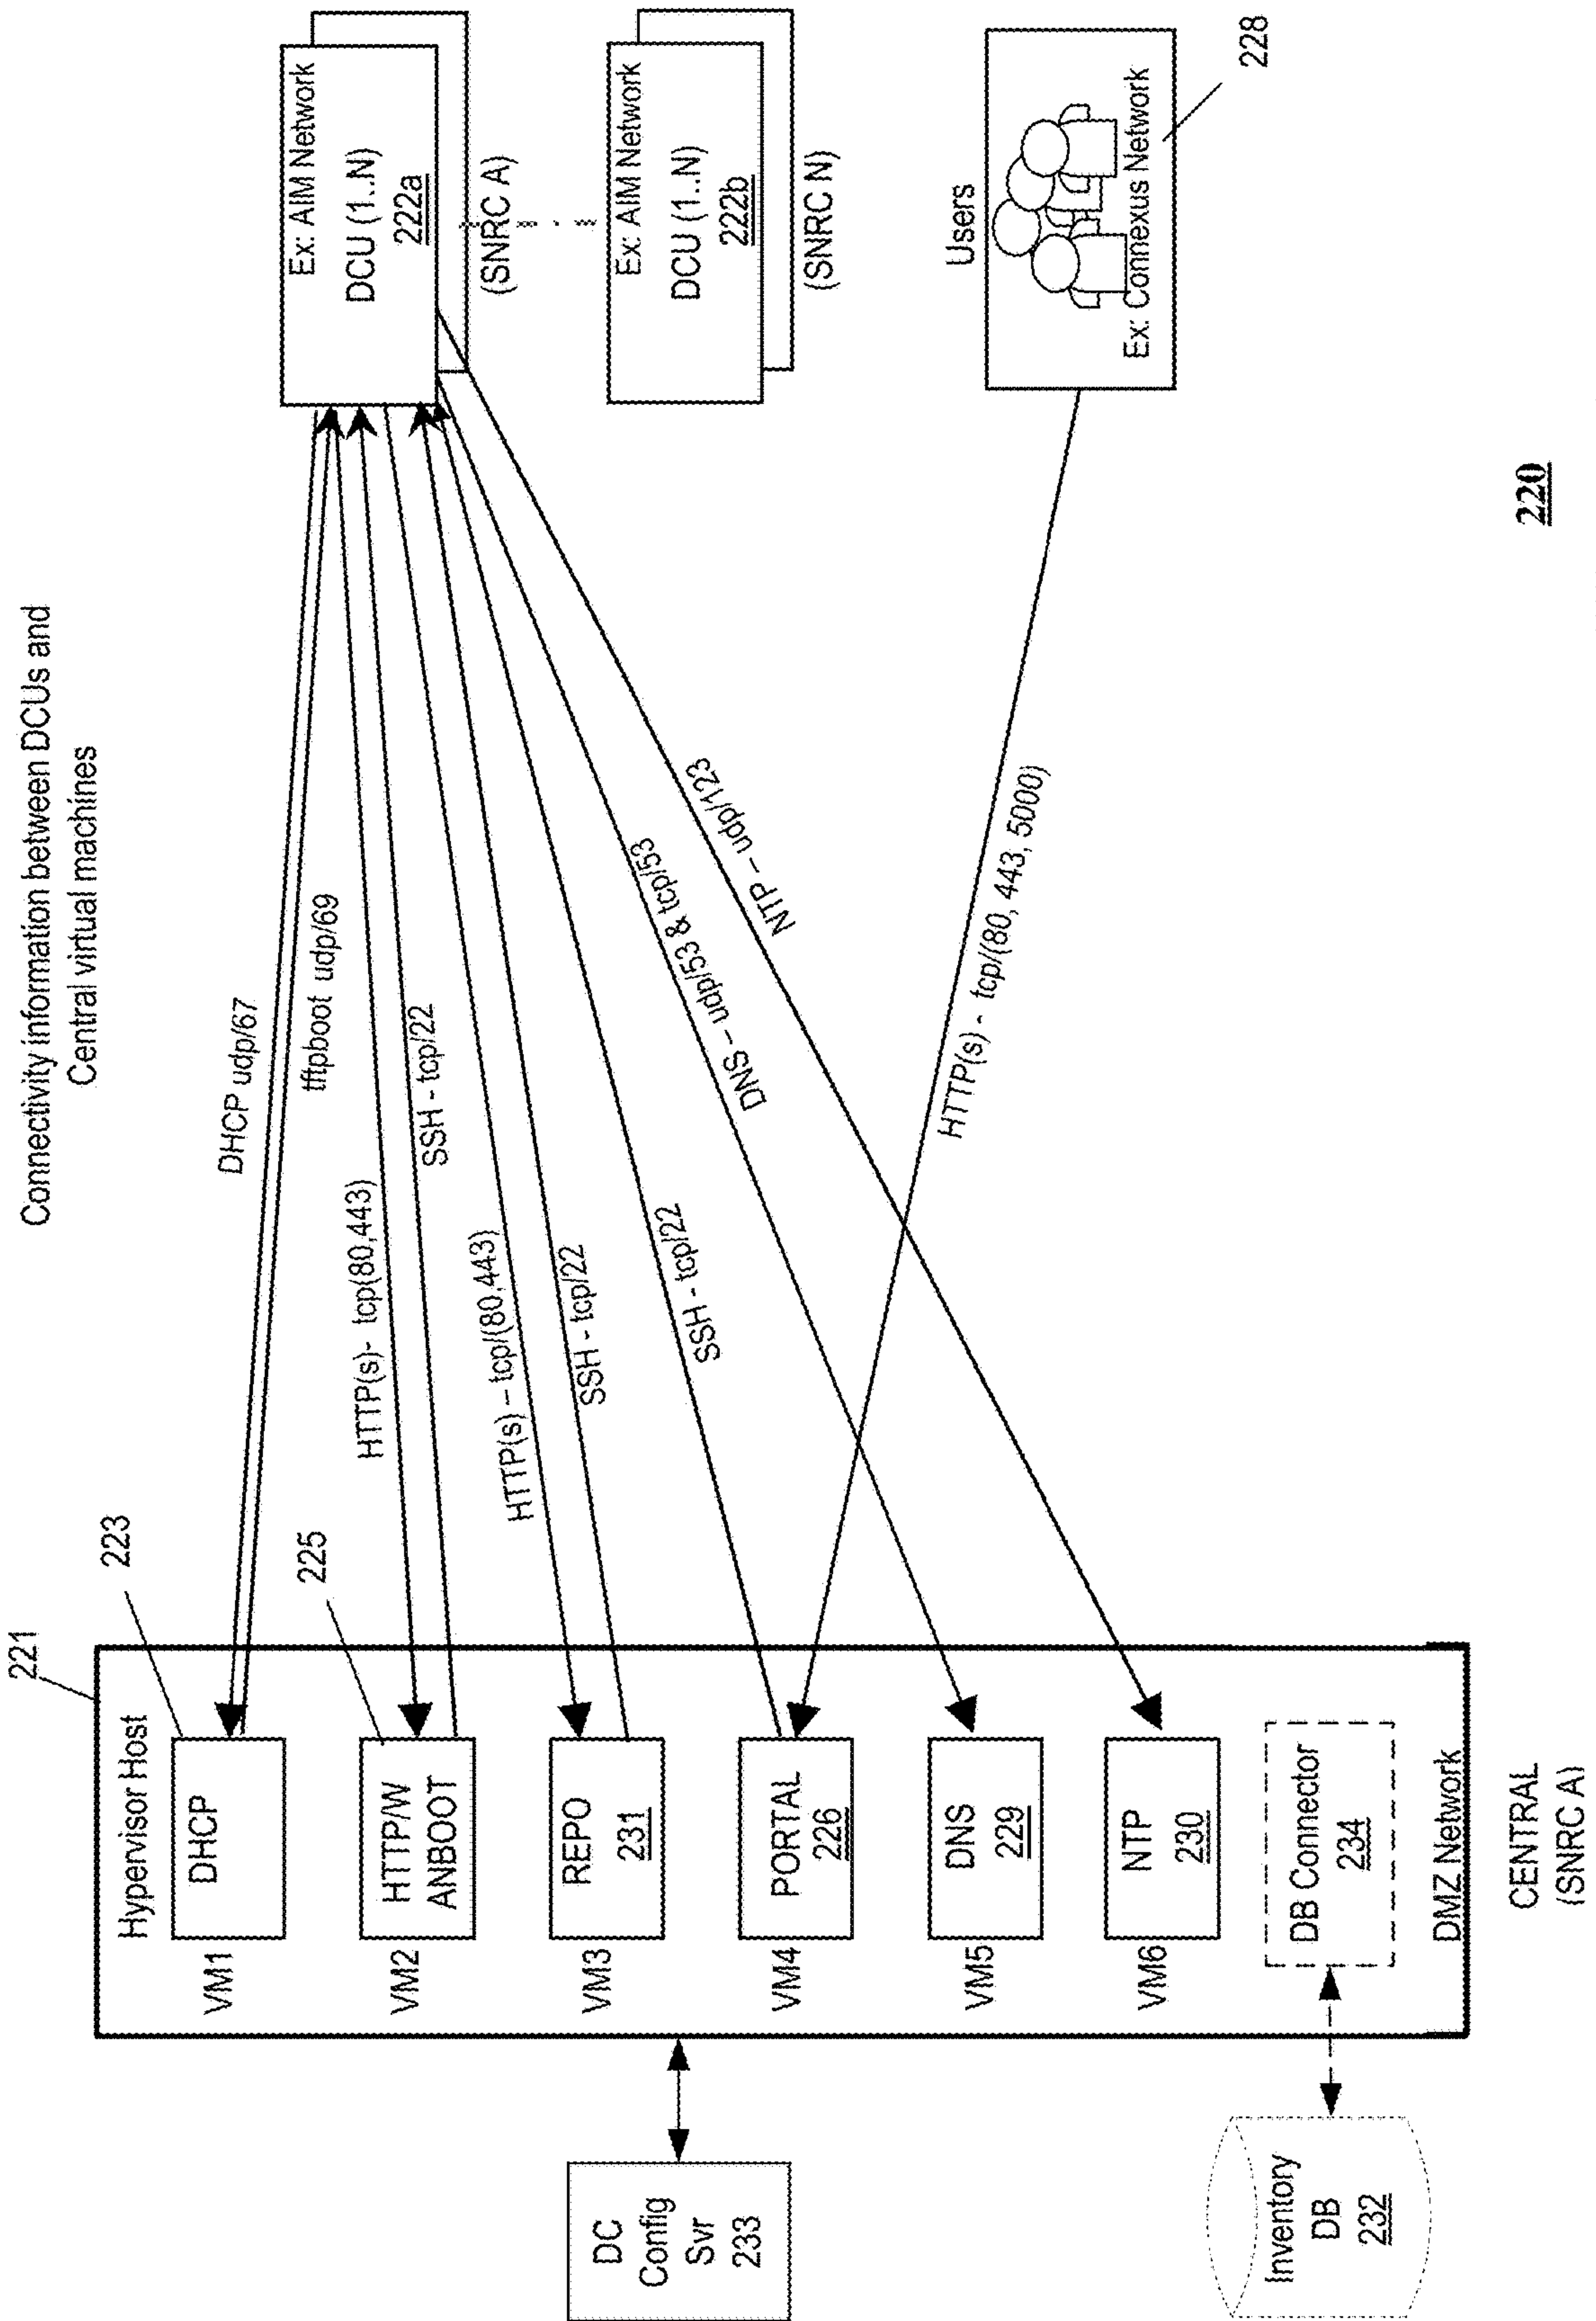 Connectivity information between DCUs and
Central virtual machines
221
Hypervisor Host
223
VM1
DHCP
225
VM2
HTTP/W
ANBOOT
VM3
REPO
231
VM4
PORTAL
226
VM5
DNS
229
VM6
NTP
230
DB Connector
234
DMZ Network
CENTRAL
(SNRC A)
DC
Config
Svr
233
Inventory
DB
232
DHCP udp/67
tftpboot udp/69
HTTP(s)- tcp(80,443)
SSH - tcp/22
HTTP(s) – tcp/(80,443)
SSH - tcp/22
SSH - tcp/22
DNS – udp/53 & tcp/53
NTP – udp/123
HTTP(s) - tcp/(80, 443, 5000)
Ex: AIM Network
DCU (1..N)
222a
(SNRC A)
Ex: AIM Network
DCU (1..N)
222b
(SNRC N)
Users
Ex: Connexus Network
228
220